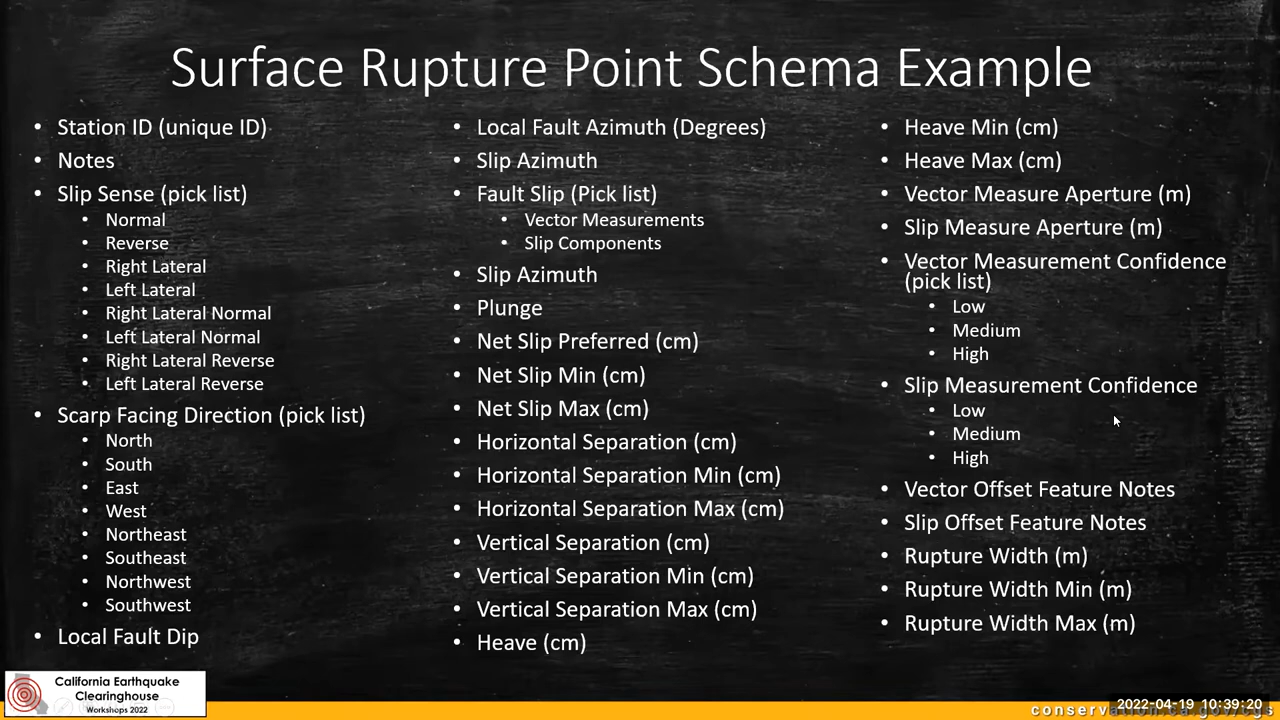 Surface Rupture Point Schema Example
• Station ID (unique ID)
• Notes
• Slip Sense (pick list)
• Normal
• Reverse
• Right Lateral
• Left Lateral
• Right Lateral Normal
• Left Lateral Normal
• Right Lateral Reverse
• Left Lateral Reverse
• Scarp Facing Direction (pick list)
• North
• South
• East
• West
• Northeast
• Southeast
• Northwest
• Southwest
• Local Fault Dip
• Local Fault Azimuth (Degrees)
• Slip Azimuth
• Fault Slip (Pick list)
• Vector Measurements
• Slip Components
• Slip Azimuth
• Plunge
• Net Slip Preferred (cm)
• Net Slip Min (cm)
• Net Slip Max (cm)
• Horizontal Separation (cm)
• Horizontal Separation Min (cm)
• Horizontal Separation Max (cm)
• Vertical Separation (cm)
• Vertical Separation Min (cm)
• Vertical Separation Max (cm)
• Heave (cm)
• Heave Min (cm)
• Heave Max (cm)
• Vector Measure Aperture (m)
• Slip Measure Aperture (m)
• Vector Measurement Confidence
(pick list)
• Low
• Medium
• High
• Slip Measurement Confidence
• Low
• Medium
• High
• Vector Offset Feature Notes
• Slip Offset Feature Notes
• Rupture Width (m)
• Rupture Width Min (m)
• Rupture Width Max (m)
California Earthquake
Clearinghouse
Workshops 2022
conservation.ca.gov/cgs
2022-04-19 10:39:20